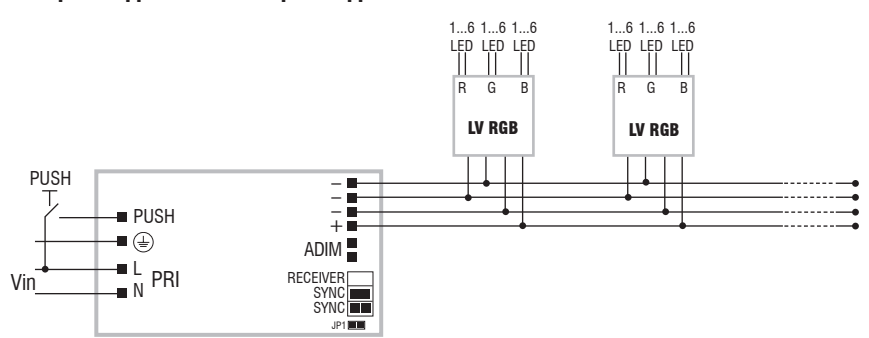 1...6 1...6 1...6
LED LED LED
R G B
LV RGB
1...6 1...6 1...6
LED LED LED
R G B
LV RGB
PUSH
PUSH
L
PRI
N
Vin
–
–
–
+
ADIM
RECEIVER
SYNC
SYNC
JP1